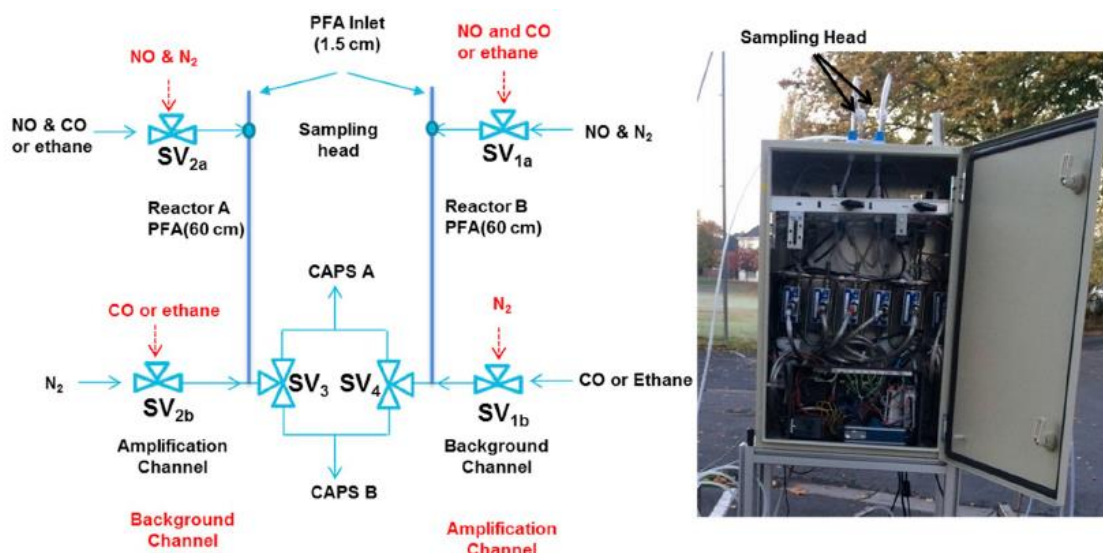 PFA Inlet
(1.5 cm)
NO and CO
or ethane
NO & N₂
NO & CO
or ethane
SV₂ₐ
Sampling
head
SV₁ₐ
NO & N₂
Reactor A
PFA(60 cm)
Reactor B
PFA(60 cm)
CAPS A
CO or ethane
N₂
N₂
SV₂b
SV₃
SV₄
SV₁b
CO or Ethane
Amplification
Channel
Background
Channel
CAPS B
Background
Channel
Amplification
Channel
Sampling Head